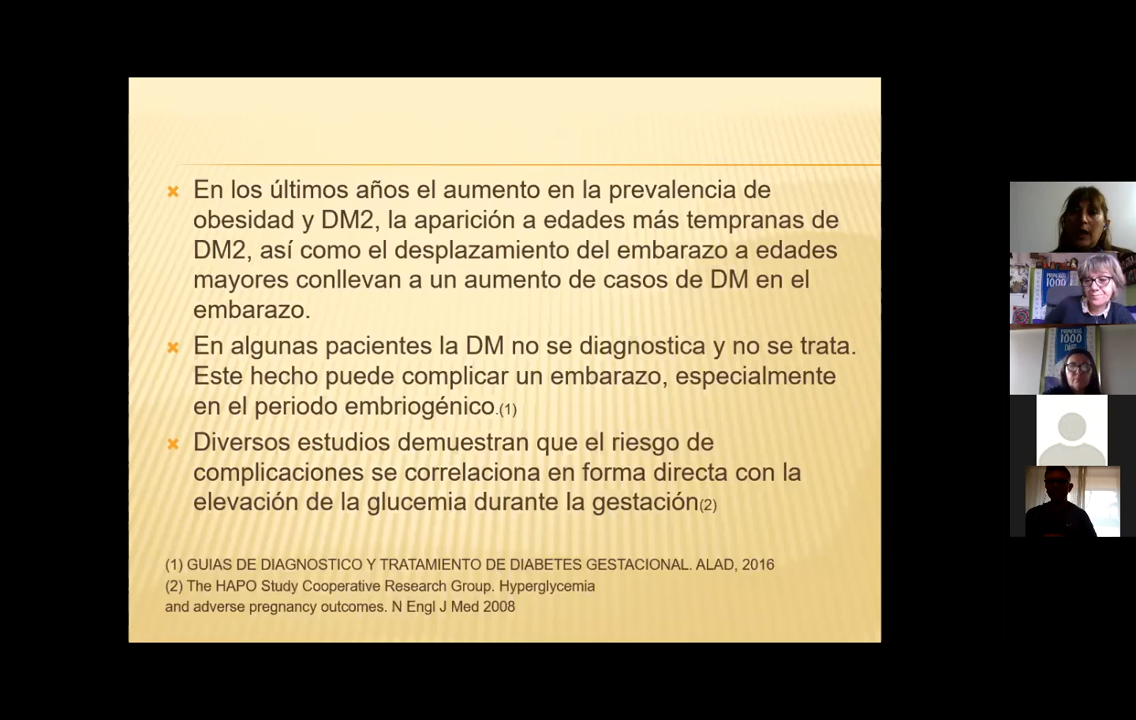 En los últimos años el aumento en la prevalencia de
obesidad y DM2, la aparición a edades más tempranas de
DM2, así como el desplazamiento del embarazo a edades
mayores conllevan a un aumento de casos de DM en el
embarazo.
En algunas pacientes la DM no se diagnostica y no se trata.
Este hecho puede complicar un embarazo, especialmente
en el periodo embriogénico.(1)
Diversos estudios demuestran que el riesgo de
complicaciones se correlaciona en forma directa con la
elevación de la glucemia durante la gestación(2)
(1) GUIAS DE DIAGNOSTICO Y TRATAMIENTO DE DIABETES GESTACIONAL. ALAD, 2016
(2) The HAPO Study Cooperative Research Group. Hyperglycemia
and adverse pregnancy outcomes. N Engl J Med 2008
1000
1000